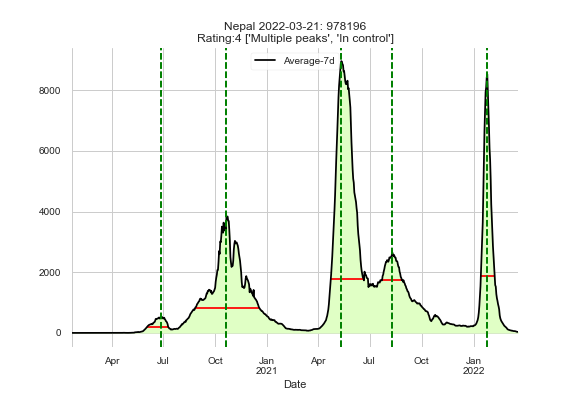 Nepal 2022-03-21: 978196
Rating:4 ['Multiple peaks', 'In control']
Average-7d
8000
6000
4000
2000
0
Apr
Jul
Oct
Jan
2021
Apr
Jul
Oct
Jan
2022
Date